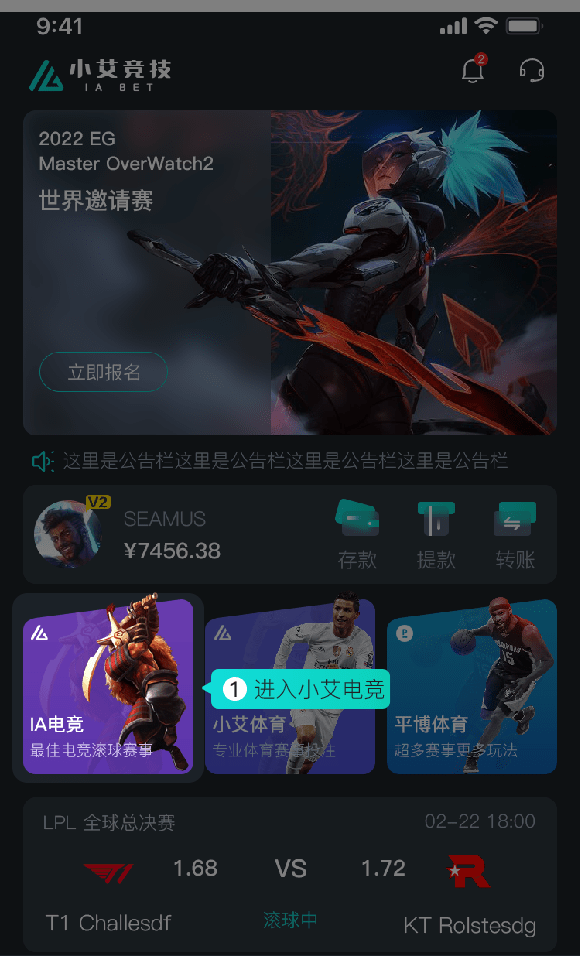 9:41
小艾竞技
2
IA BET
2022 EG
Master OverWatch2
世界邀请赛
立即报名
这里是公告栏这里是公告栏这里是公告栏这里是公告栏
V2
SEAMUS
¥7456.38
存款
提款
转账
1 进入小艾电竞
IA电竞
最佳电竞滚球赛事
小艾体育
专业体育赛事投注
平博体育
超多赛事更多玩法
15
LPL 全球总决赛
02-22 18:00
1.68
VS
1.72
T1 Challesdf
滚球中
KT Rolstesdg